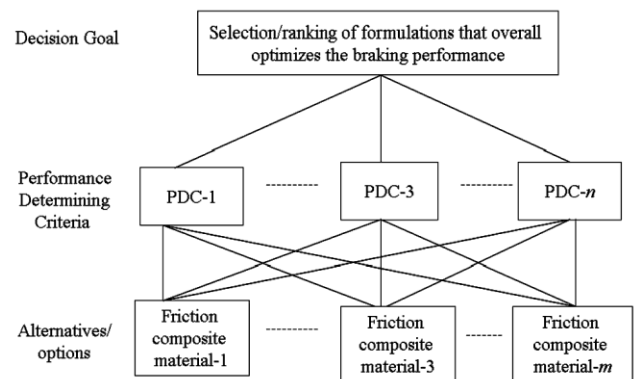 Decision Goal
Selection/ranking of formulations that overall
optimizes the braking performance
Performance
Determining
Criteria
PDC-1
PDC-3
PDC-n
Alternatives/
options
Friction
composite
material-1
Friction
composite
material-3
Friction
composite
material-m